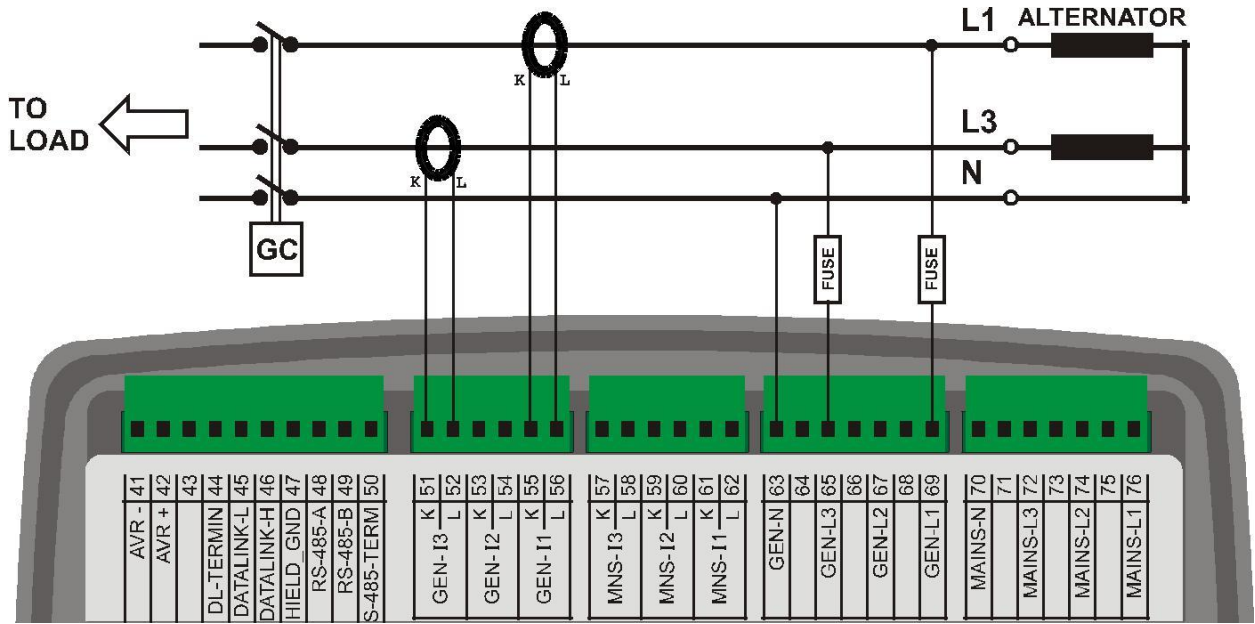 L1 ALTERNATOR
K L
TO
LOAD
L3
K L
N
GC
FUSE
FUSE
AVR - 41
AVR + 42
43
DL-TERMIN 44
DATALINK-L 45
DATALINK-H 46
HIELD_GND 47
RS-485-A 48
RS-485-B 49
S-485-TERM 50
GEN-I3 K 51
L 52
GEN-I2 K 53
L 54
GEN-I1 K 55
L 56
MNS-I3 K 57
L 58
MNS-I2 K 59
L 60
MNS-I1 K 61
L 62
GEN-N 63
64
GEN-L3 65
66
GEN-L2 67
68
GEN-L1 69
MAINS-N 70
71
MAINS-L3 72
73
MAINS-L2 74
75
MAINS-L1 76